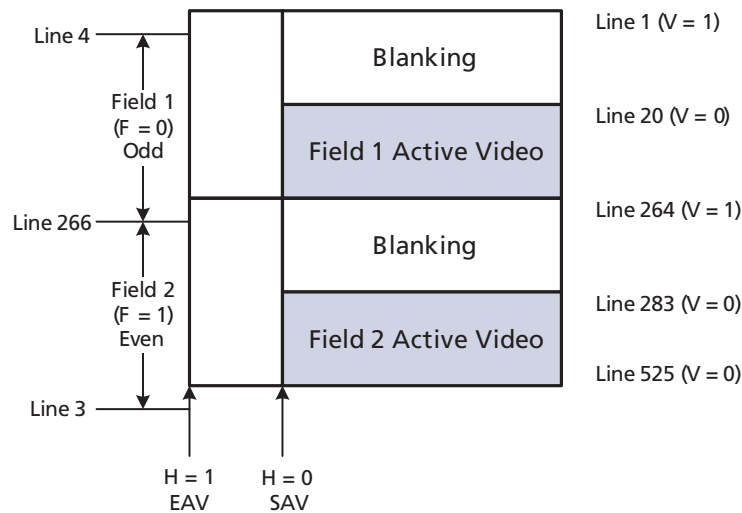 Line 4
Field 1
(F = 0)
Odd
Line 266
Field 2
(F = 1)
Even
Line 3
Blanking
Field 1 Active Video
Blanking
Field 2 Active Video
Line 1 (V = 1)
Line 20 (V = 0)
Line 264 (V = 1)
Line 283 (V = 0)
Line 525 (V = 0)
H = 1
EAV
H = 0
SAV